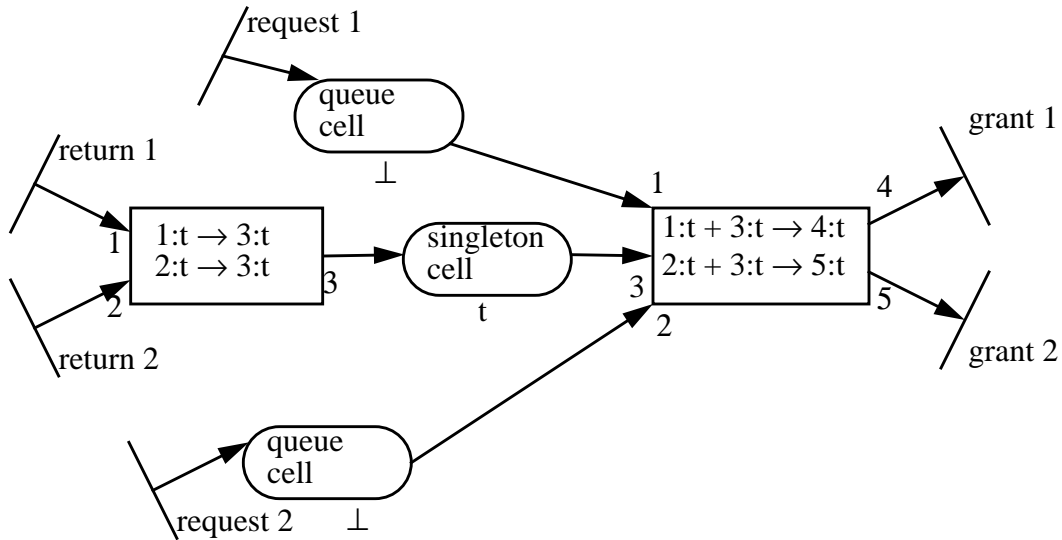 request 1
queue
cell
⊥
return 1
1
1:t → 3:t
2:t → 3:t
2
3
return 2
singleton
cell
t
queue
cell
request 2
⊥
1
1:t + 3:t → 4:t
2:t + 3:t → 5:t
3
2
4
5
grant 1
grant 2